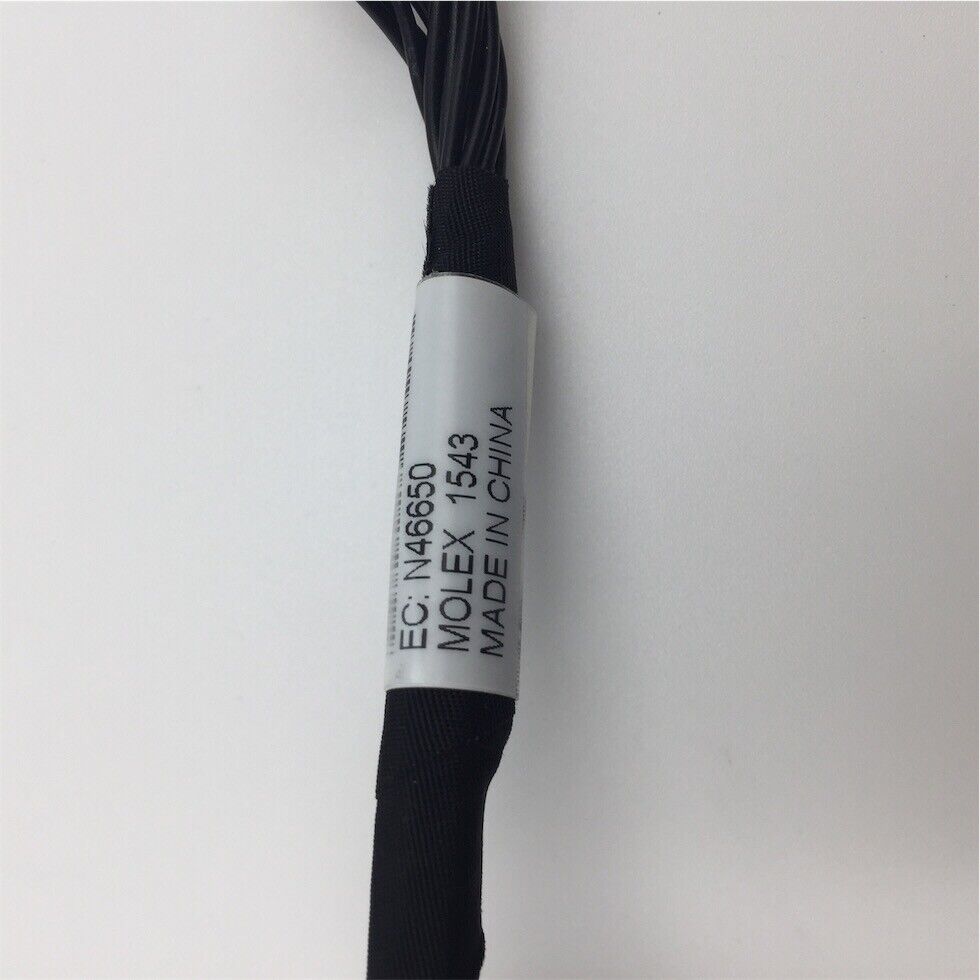 EC: N46650
MOLEX 1543
MADE IN CHINA